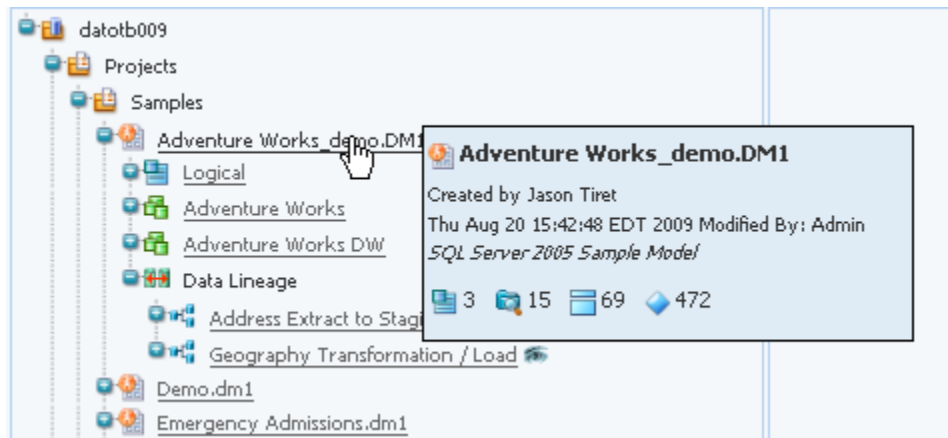 datotb009
Projects
Samples
Adventure Works_demo.DM1
Logical
Adventure Works
Adventure Works DW
Data Lineage
Address Extract to Stagi
Geography Transformation / Load
Demo.dm1
Emergency Admissions.dm1
Adventure Works_demo.DM1
Created by Jason Tiret
Thu Aug 20 15:42:48 EDT 2009 Modified By: Admin
SQL Server 2005 Sample Model
3 15 69 472